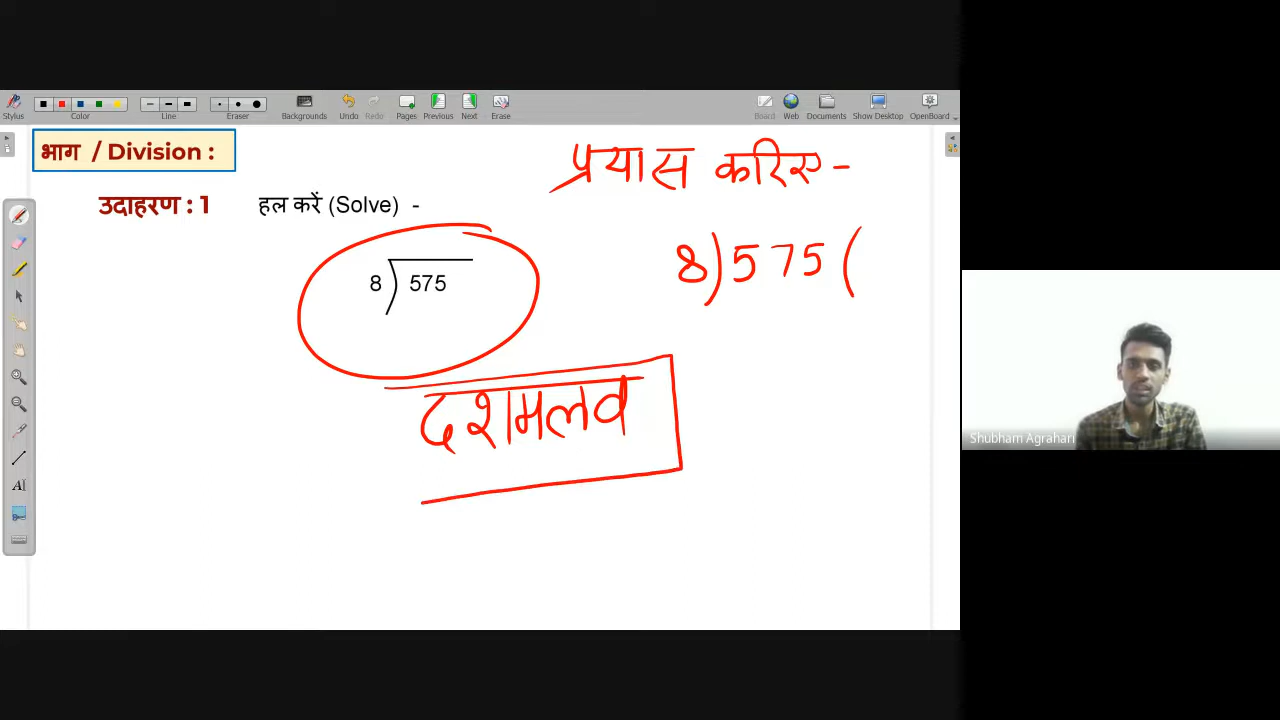 Stylus Color Line Eraser Backgrounds Undo Redo Pages Previous Next Erase Board Web Documents Show Desktop OpenBoard
भाग / Division :
प्रयास करिए -
उदाहरण : 1 हल करें (Solve) -
8) 575 (
8 575
दशमलव
Shubham Agrahari